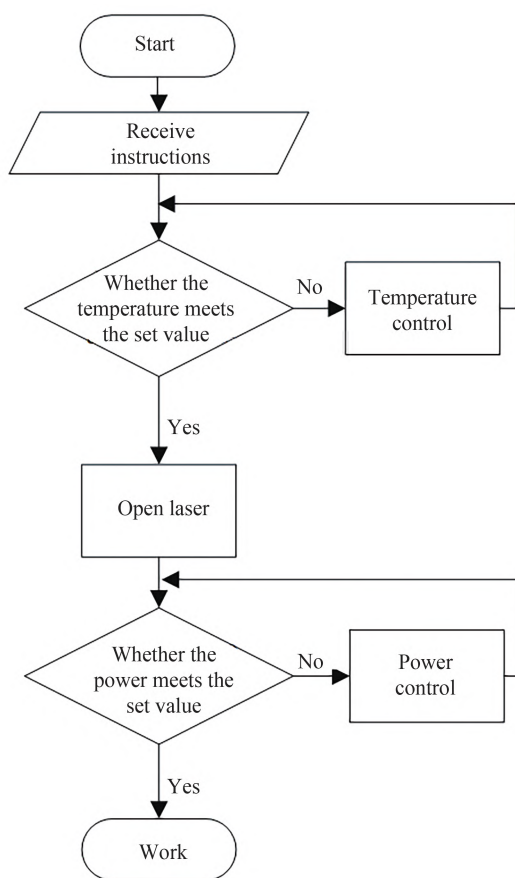 Start
Receive
instructions
Whether the
temperature meets
the set value
No
Temperature
control
Yes
Open laser
Whether the
power meets the
set value
No
Power
control
Yes
Work